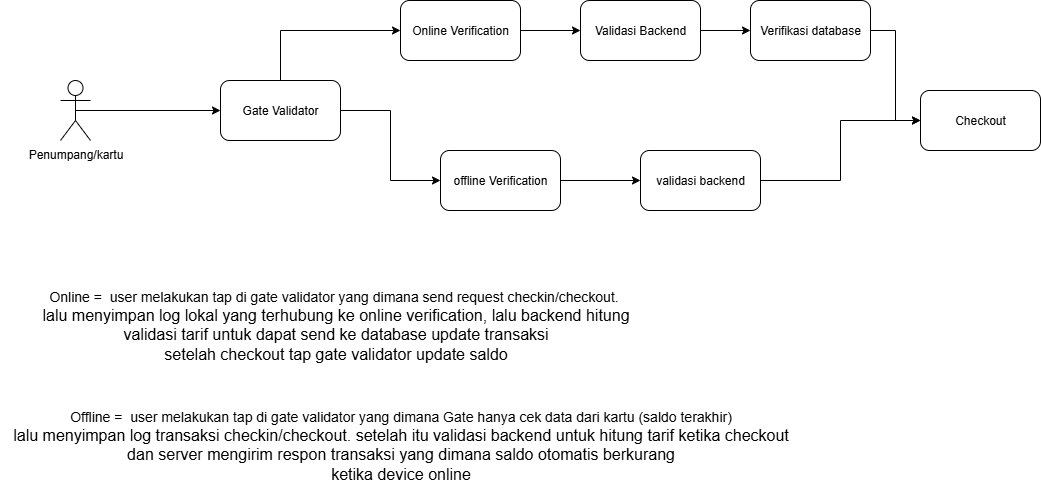 Online Verification
Validasi Backend
Verifikasi database
Gate Validator
Checkout
Penumpang/kartu
offline Verification
validasi backend
Online =  user melakukan tap di gate validator yang dimana send request checkin/checkout.
lalu menyimpan log lokal yang terhubung ke online verification, lalu backend hitung
validasi tarif untuk dapat send ke database update transaksi
setelah checkout tap gate validator update saldo
Offline =  user melakukan tap di gate validator yang dimana Gate hanya cek data dari kartu (saldo terakhir)
lalu menyimpan log transaksi checkin/checkout. setelah itu validasi backend untuk hitung tarif ketika checkout
dan server mengirim respon transaksi yang dimana saldo otomatis berkurang
ketika device online